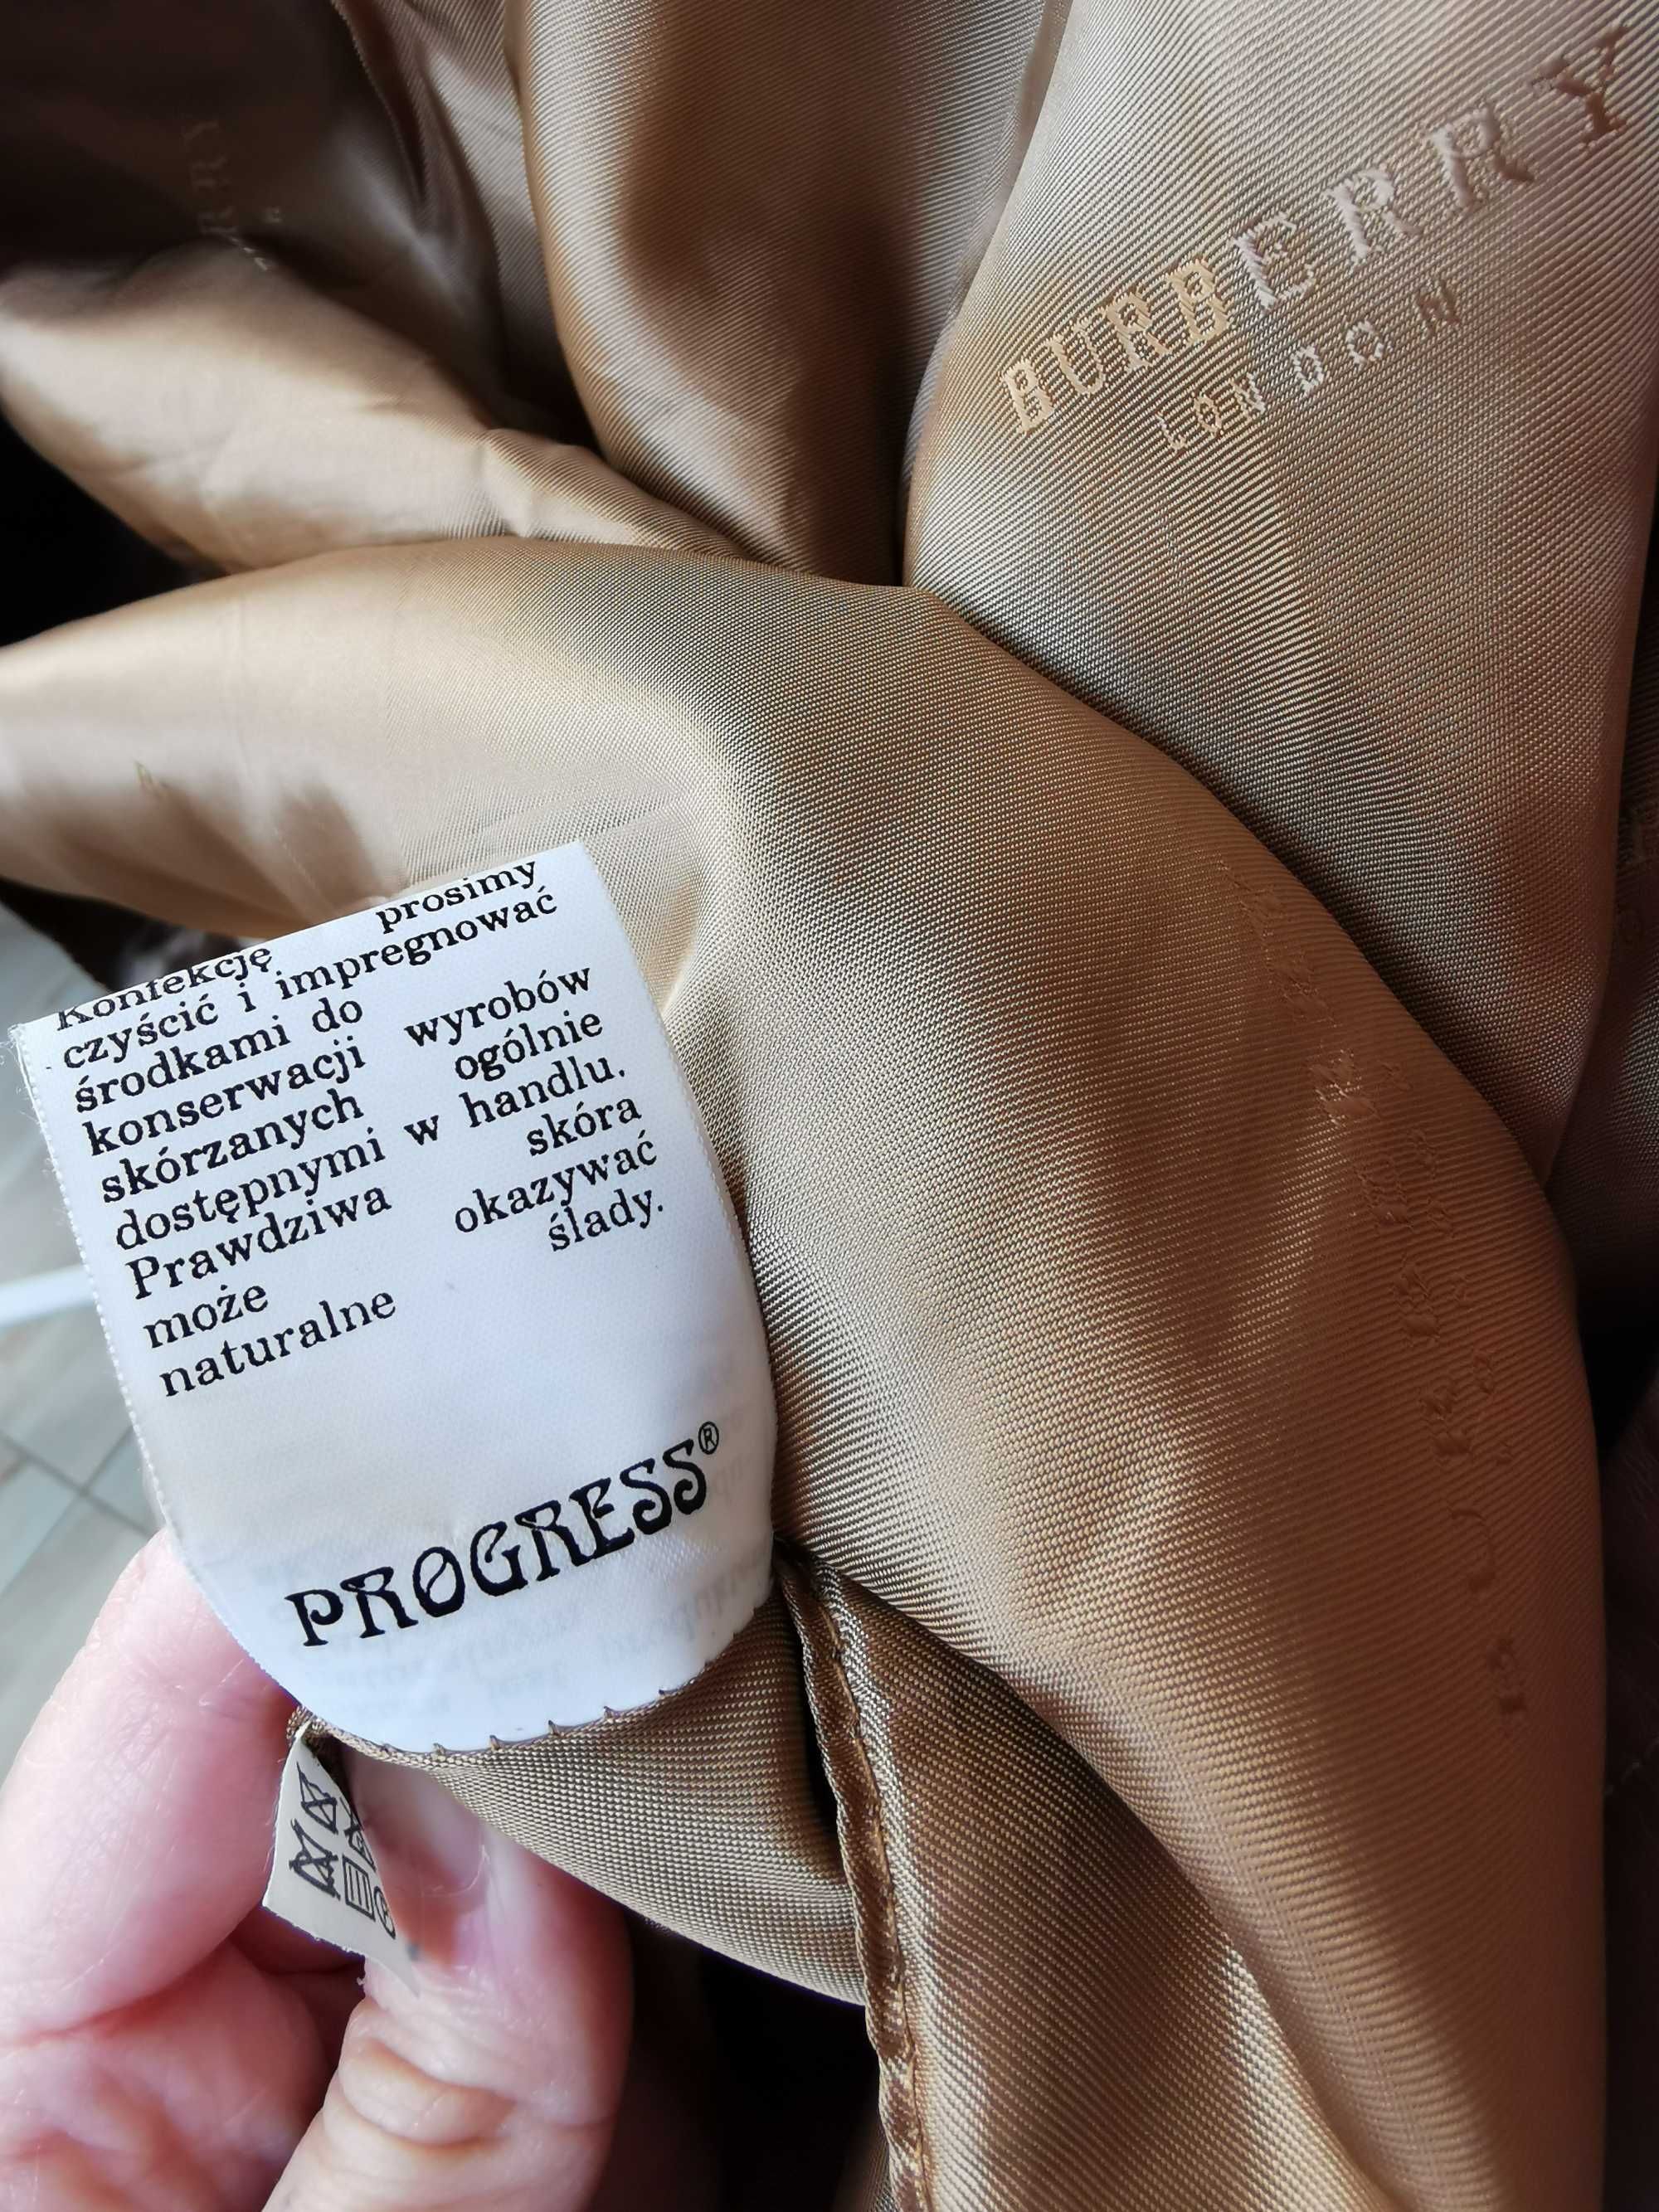 BURBERRY
LONDON
Konfekcję prosimy
czyścić i impregnować
środkami do
konserwacji wyrobów
skórzanych ogólnie
dostępnymi w handlu.
Prawdziwa skóra
może okazywać
naturalne ślady.
PROGRESS®